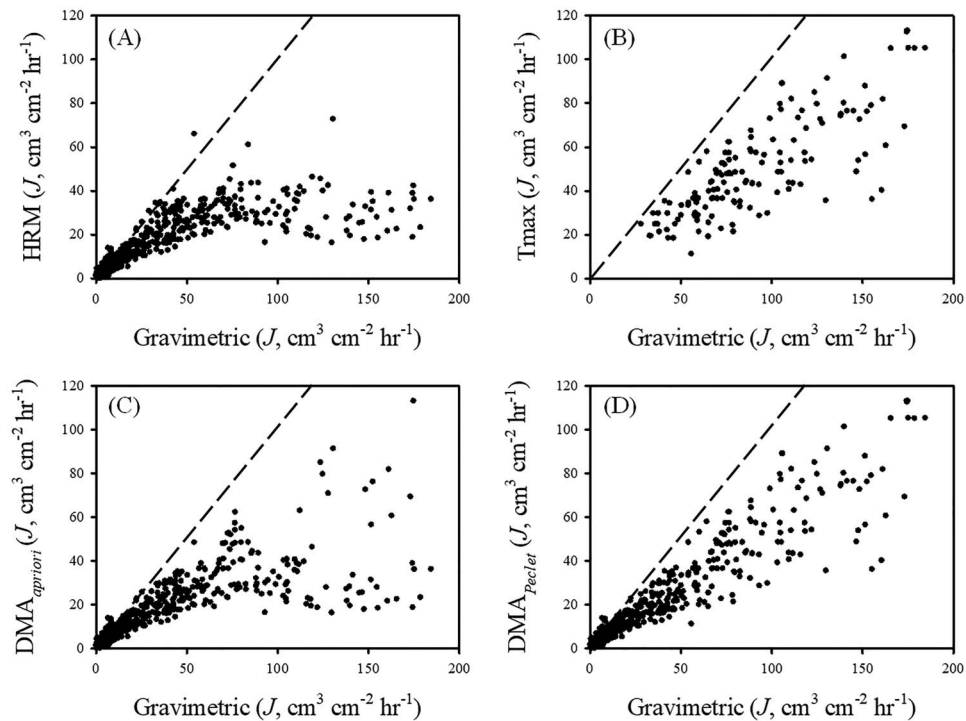 (A)
HRM (J, cm³ cm⁻² hr⁻¹)
120
100
80
60
40
20
0
0 50 100 150 200
Gravimetric (J, cm³ cm⁻² hr⁻¹)
(B)
Tmax (J, cm³ cm⁻² hr⁻¹)
120
100
80
60
40
20
0
0 50 100 150 200
Gravimetric (J, cm³ cm⁻² hr⁻¹)
(C)
DMAapriori (J, cm³ cm⁻² hr⁻¹)
120
100
80
60
40
20
0
0 50 100 150 200
Gravimetric (J, cm³ cm⁻² hr⁻¹)
(D)
DMAPeclet (J, cm³ cm⁻² hr⁻¹)
120
100
80
60
40
20
0
0 50 100 150 200
Gravimetric (J, cm³ cm⁻² hr⁻¹)